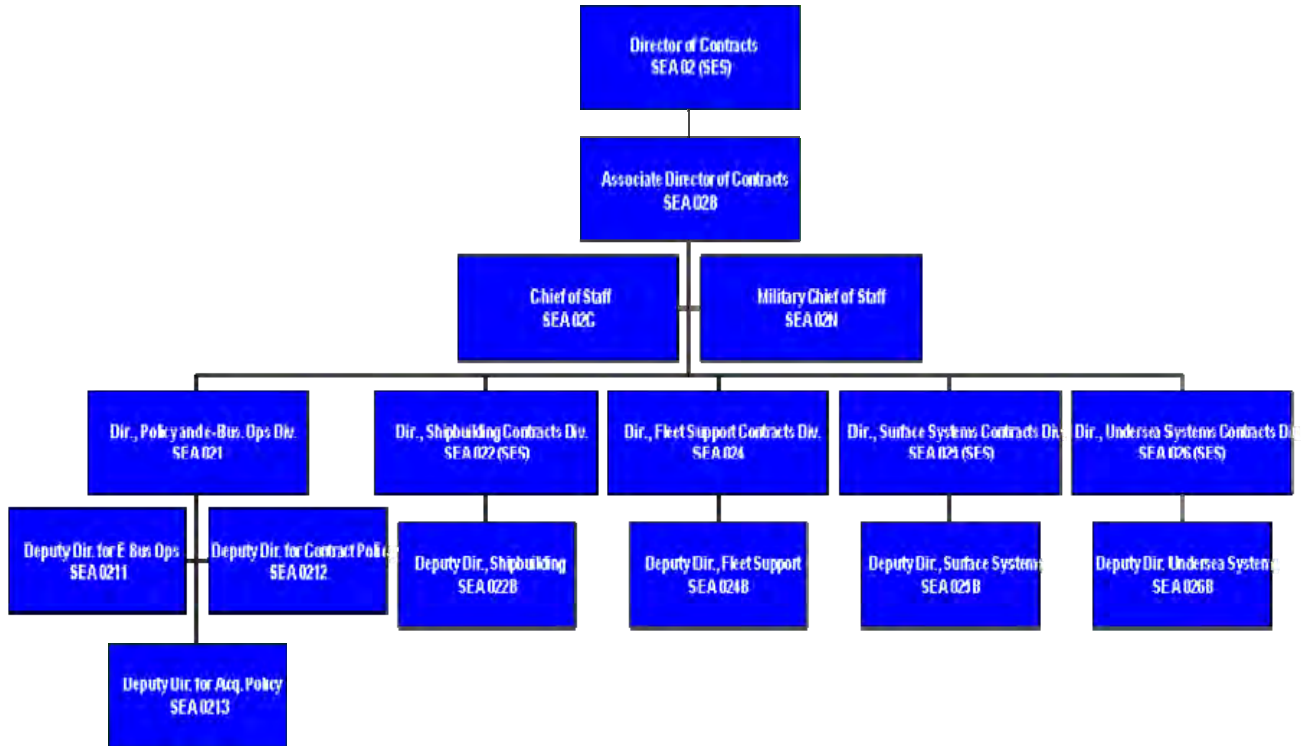 Director of Contracts
SEA 02 (SES)
Associate Director of Contracts
SEA 02B
Chief of Staff
SEA 02C
Military Chief of Staff
SEA 02N
Dir., Policy and e-Bus. Ops Div.
SEA 021
Dir., Shipbuilding Contracts Div.
SEA 022 (SES)
Dir., Fleet Support Contracts Div.
SEA 024
Dir., Surface Systems Contracts Div.
SEA 025 (SES)
Dir., Undersea Systems Contracts Di
SEA 026 (SES)
Deputy Dir. for E Bus Ops
SEA 0211
Deputy Dir. for Contract Policy
SEA 0212
Deputy Dir., Shipbuilding
SEA 022B
Deputy Dir., Fleet Support
SEA 024B
Deputy Dir., Surface Systems
SEA 025B
Deputy Dir. Undersea Systems
SEA 026B
Deputy Dir. for Acq. Policy
SEA 0213